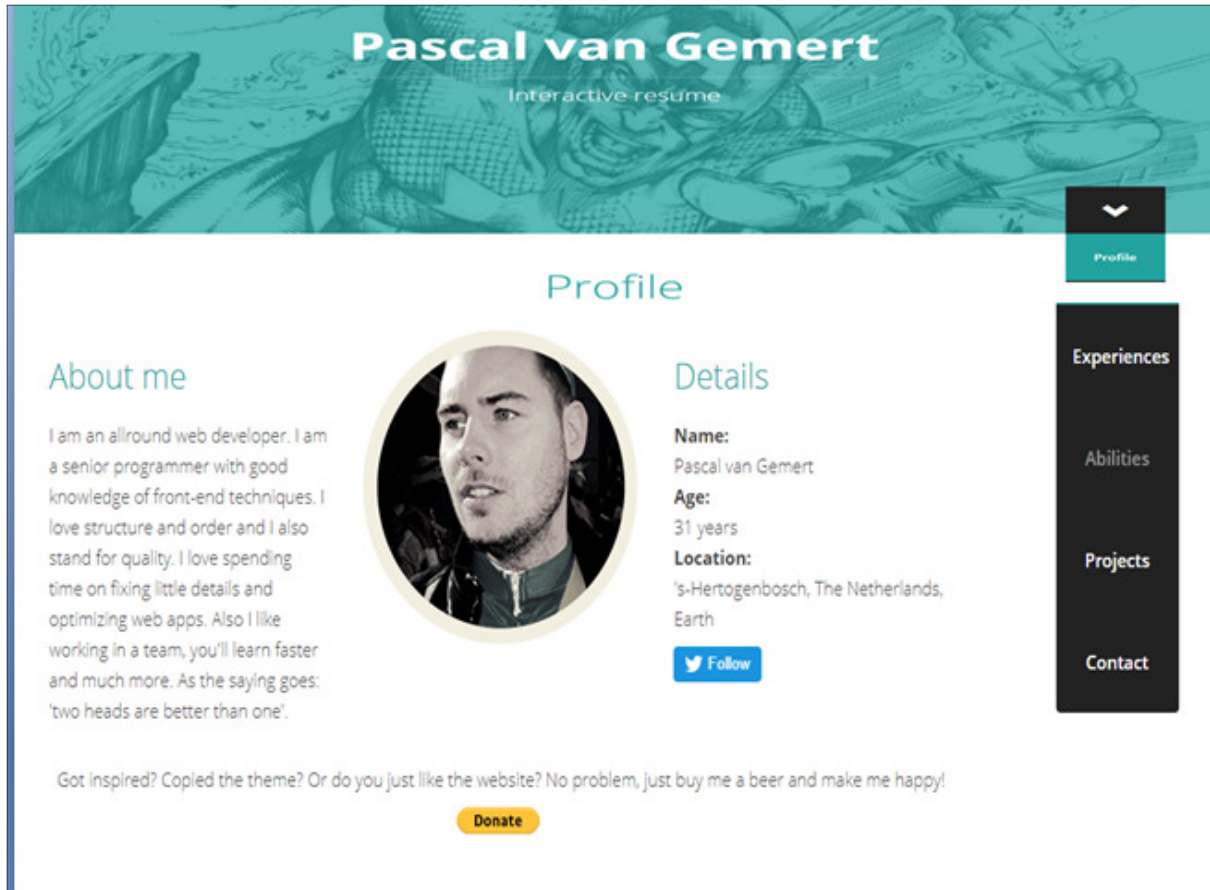 Pascal van Gemert
Interactive resume
Profile
Profile
About me
I am an allround web developer. I am
a senior programmer with good
knowledge of front-end techniques. I
love structure and order and I also
stand for quality. I love spending
time on fixing little details and
optimizing web apps. Also I like
working in a team, you'll learn faster
and much more. As the saying goes:
'two heads are better than one'.
Details
Name:
Pascal van Gemert
Age:
31 years
Location:
's-Hertogenbosch, The Netherlands,
Earth
Follow
Experiences
Abilities
Projects
Contact
Got inspired? Copied the theme? Or do you just like the website? No problem, just buy me a beer and make me happy!
Donate